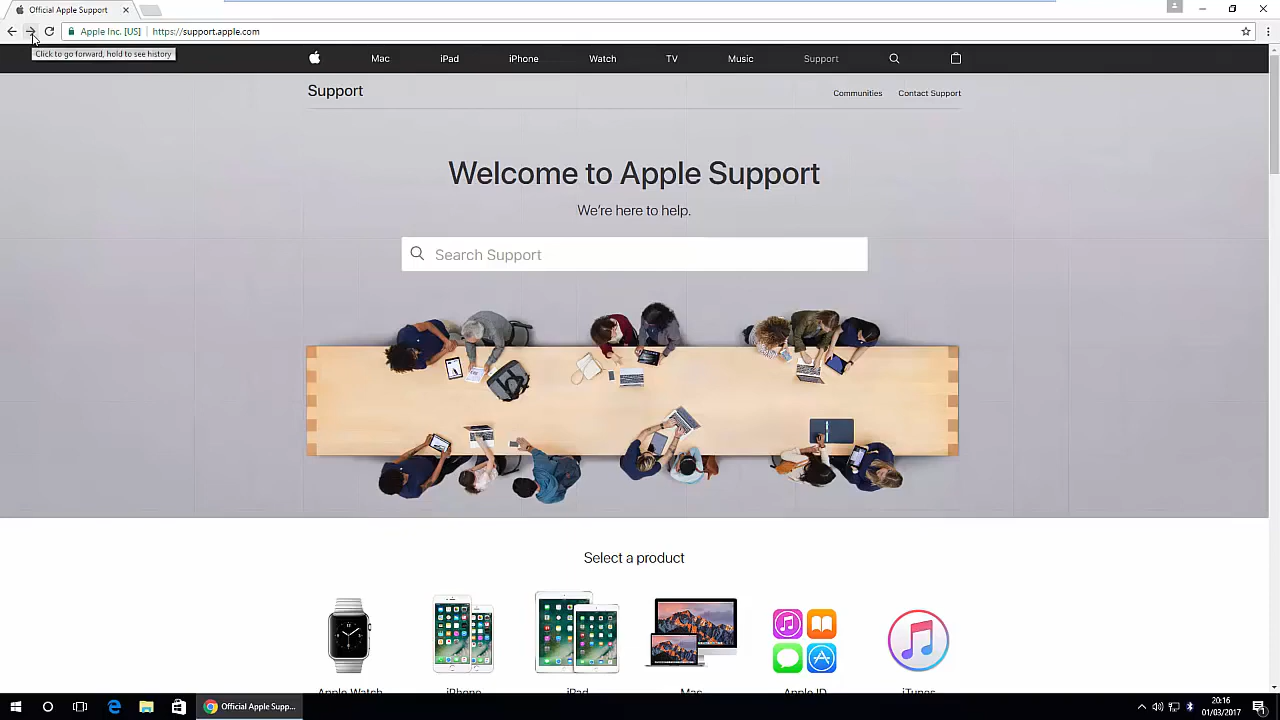 Official Apple Support
Apple Inc. [US]
https://support.apple.com
Click to go forward, hold to see history
Mac
iPad
iPhone
Watch
TV
Music
Support
Support
Communities
Contact Support
Welcome to Apple Support
We're here to help.
Search Support
Select a product
Apple Watch
iPhone
iPad
Mac
Apple ID
iTunes
Official Apple Supp...
20:16
01/03/2017
1